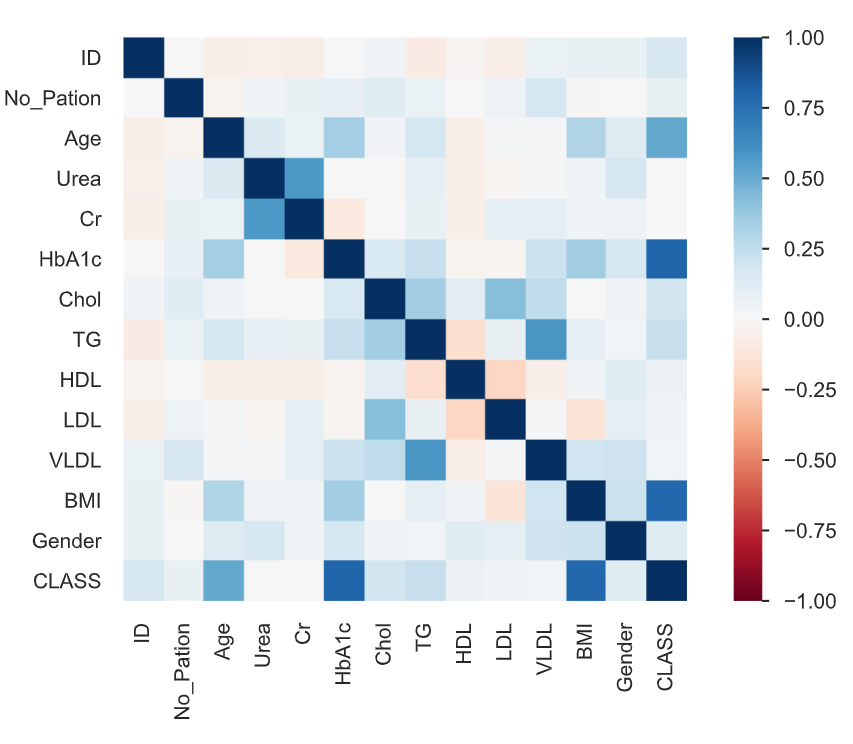 ID
No_Pation
Age
Urea
Cr
HbA1c
Chol
TG
HDL
LDL
VLDL
BMI
Gender
CLASS
ID
No_Pation
Age
Urea
Cr
HbA1c
Chol
TG
HDL
LDL
VLDL
BMI
Gender
CLASS
1.00
0.75
0.50
0.25
0.00
−0.25
−0.50
−0.75
−1.00